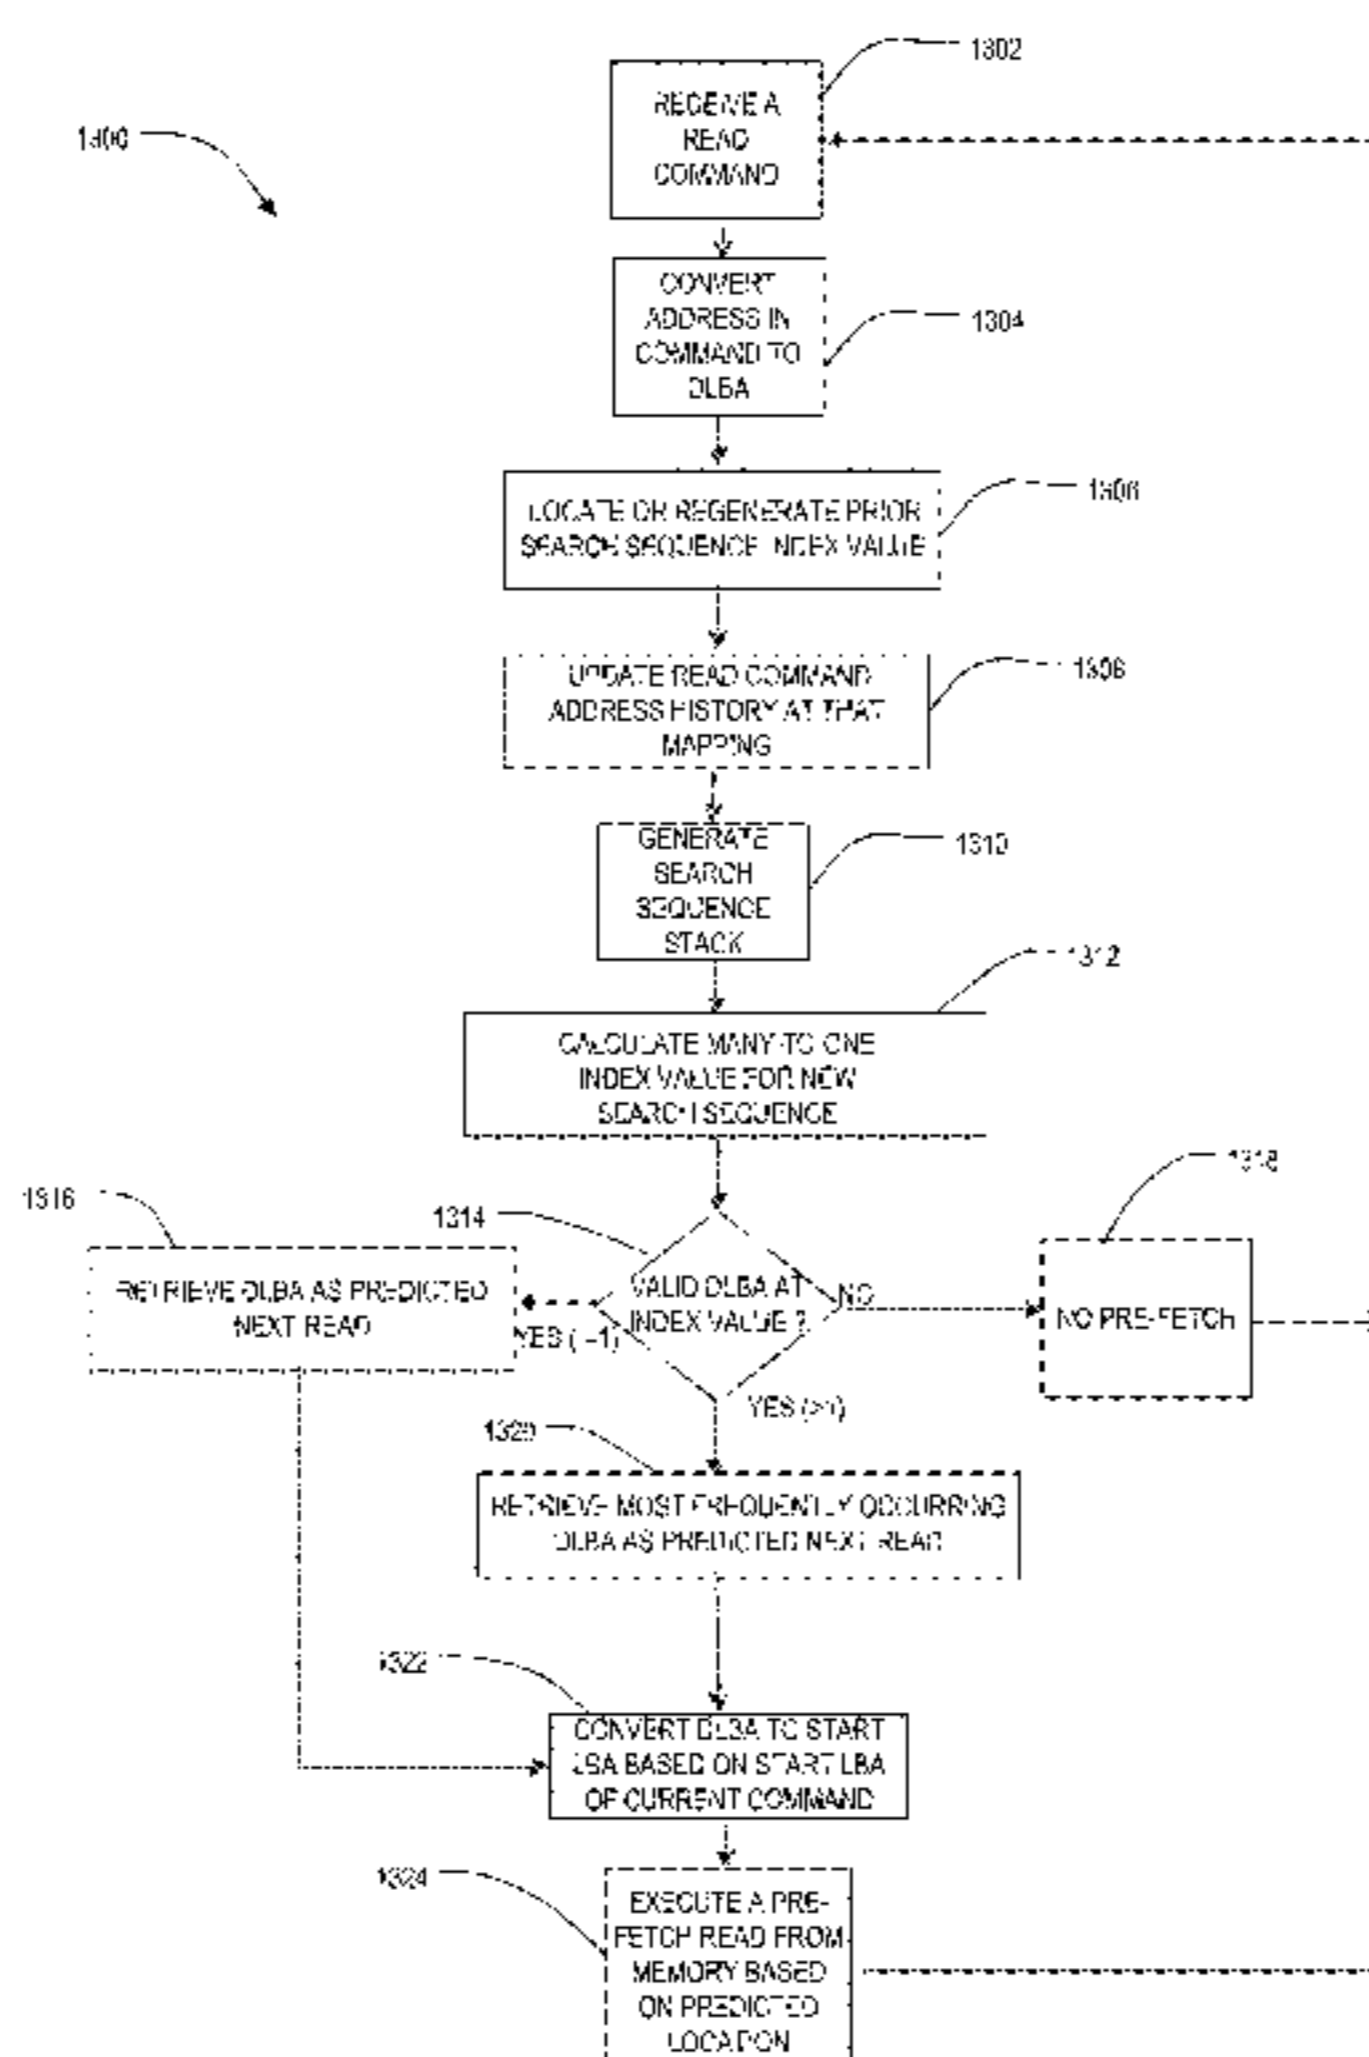 1302
RECEIVE A
READ
COMMAND
1300
CONVERT
ADDRESS IN
COMMAND TO
DLBA
1304
LOCATE OR REGENERATE PRIOR
SEARCH SEQUENCE INDEX VALUE
1306
UPDATE READ COMMAND
ADDRESS HISTORY AT THAT
MAPPING
GENERATE
SEARCH
SEQUENCE
STACK
1310
1312
CALCULATE MANY-TO ONE
INDEX VALUE FOR NEW
SEARCH SEQUENCE
1316
1314
1318
RETRIEVE DLBA AS PREDICTED
NEXT READ
YES (=1)
VALID DLBA AT
INDEX VALUE ?
NO
NO PRE-FETCH
YES (>1)
1320
RETRIEVE MOST FREQUENTLY OCCURRING
DLBA AS PREDICTED NEXT READ
1322
CONVERT DLBA TO START
LBA BASED ON START LBA
OF CURRENT COMMAND
1324
EXECUTE A PRE-
FETCH READ FROM
MEMORY BASED
ON PREDICTED
LOCATION